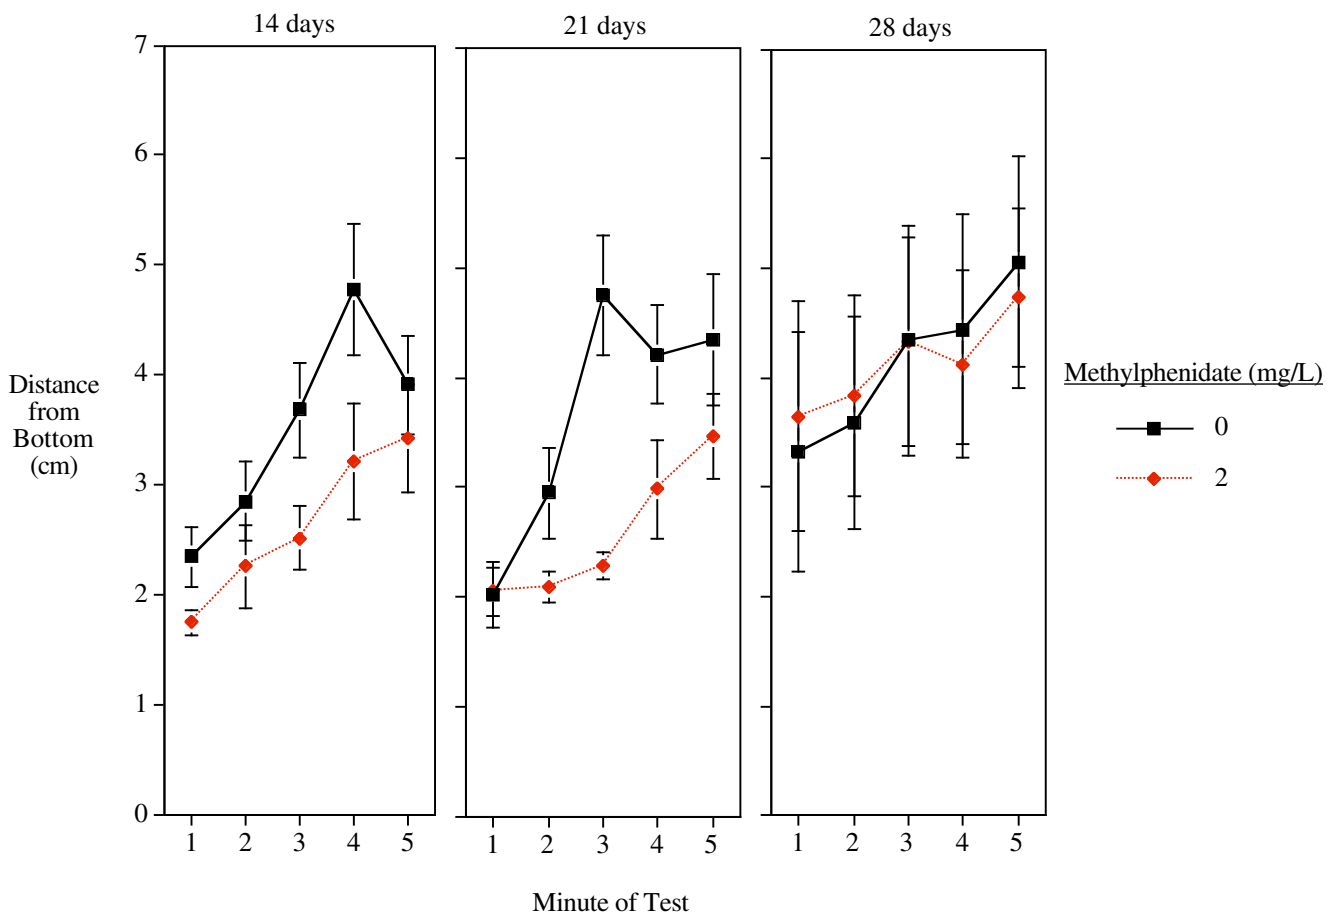 14 days
21 days
28 days
7
6
5
4
3
2
1
0
Distance
from
Bottom
(cm)
1 2 3 4 5
1 2 3 4 5
1 2 3 4 5
Minute of Test
Methylphenidate (mg/L)
0
2